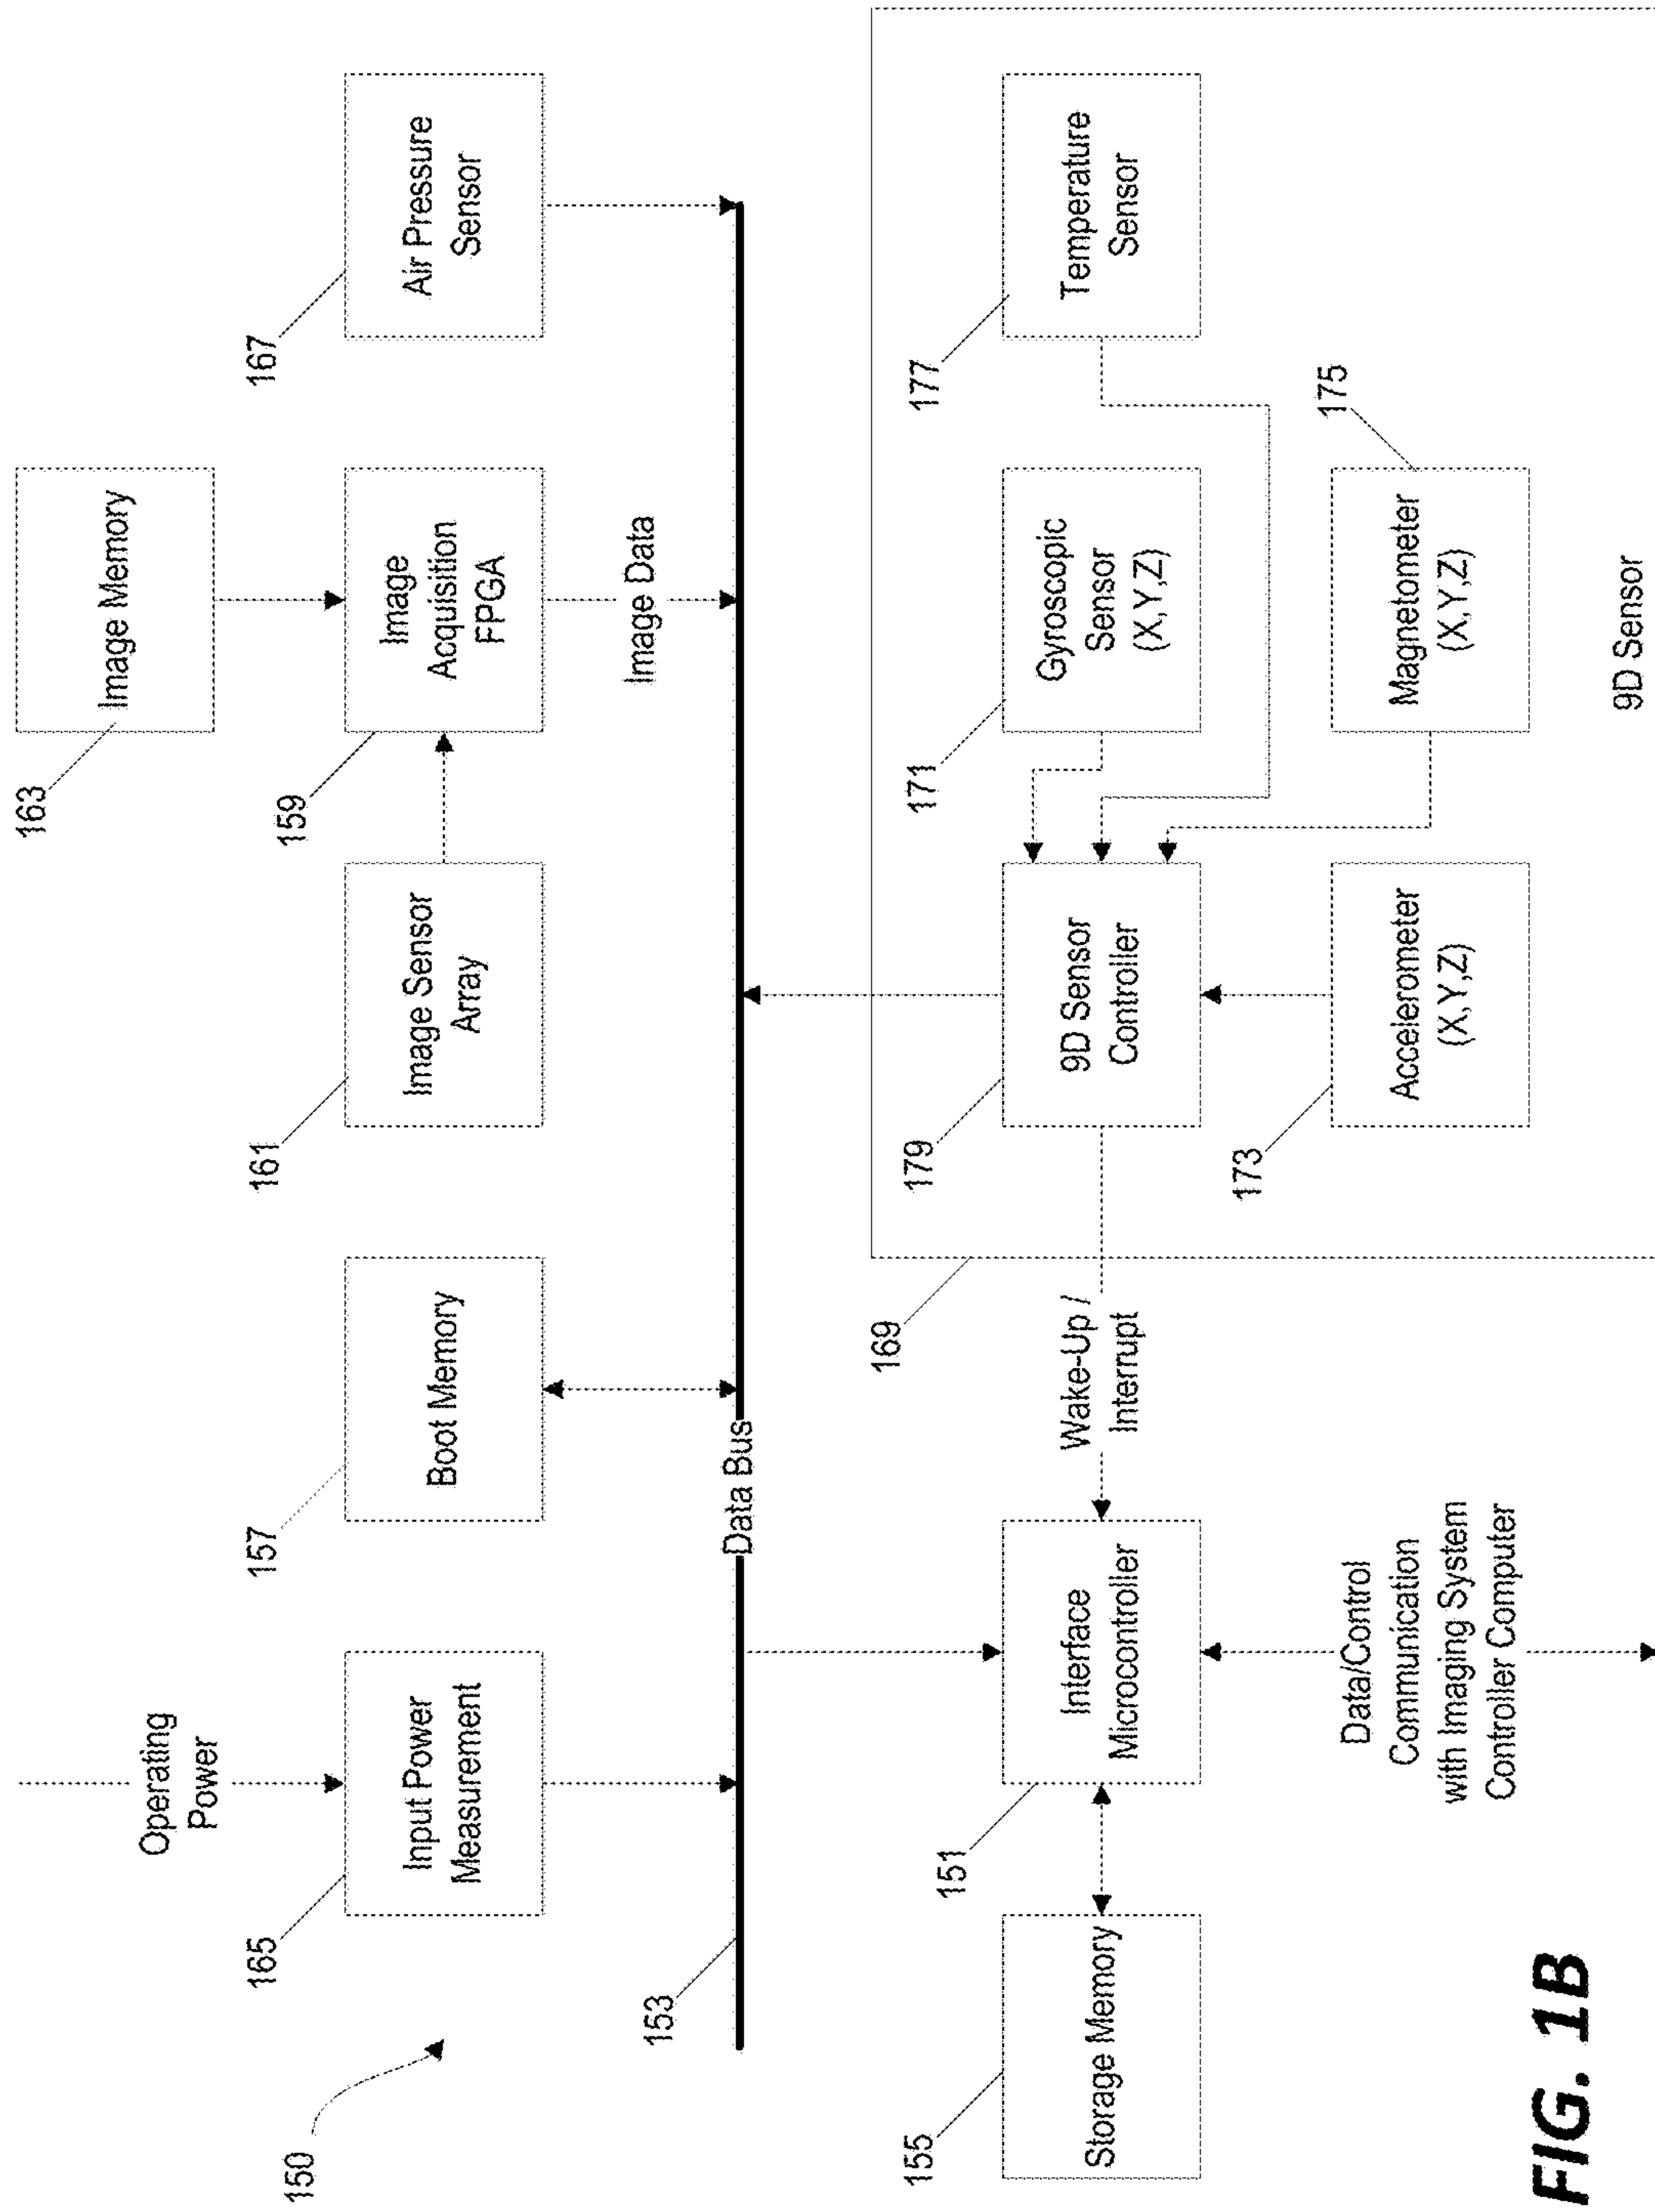 150
Operating
Power
165
Input Power
Measurement
157
Boot Memory
161
Image Sensor
Array
163
Image Memory
159
Image
Acquisition
FPGA
Image Data
167
Air Pressure
Sensor
153
Data Bus
155
Storage Memory
151
Interface
Microcontroller
Wake-Up /
Interrupt
Data/Control
Communication
with Imaging System
Controller Computer
169
179
9D Sensor
Controller
171
Gyroscopic
Sensor
(X,Y,Z)
177
Temperature
Sensor
173
Accelerometer
(X,Y,Z)
175
Magnetometer
(X,Y,Z)
9D Sensor
FIG. 1B